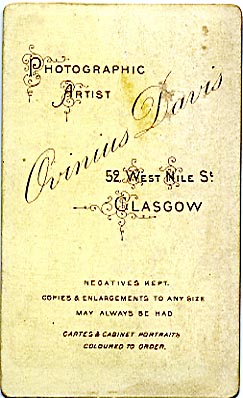 PHOTOGRAPHIC
ARTIST
Ovinius Davis
52, WEST NILE St
GLASGOW
NEGATIVES KEPT.
COPIES & ENLARGEMENTS TO ANY SIZE
MAY ALWAYS BE HAD
CARTES & CABINET PORTRAITS
COLOURED TO ORDER.